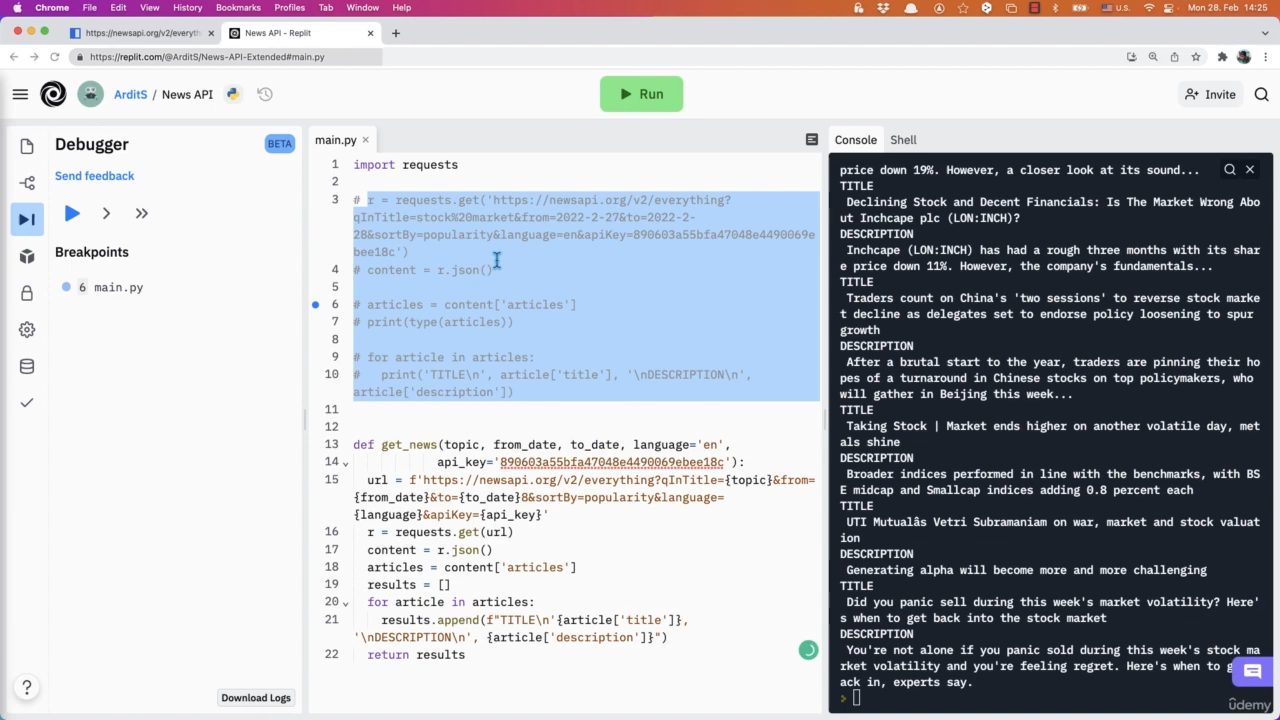 Chrome File Edit View History Bookmarks Profiles Tab Window Help
U.S. Mon 28. Feb 14:25
https://newsapi.org/v2/everyth
News API - Replit
https://replit.com/@ArditS/News-API-Extended#main.py
ArditS / News API
Run
Invite
Debugger
BETA
Send feedback
Breakpoints
6 main.py
Download Logs
?
main.py
1 import requests
2
3 # r = requests.get('https://newsapi.org/v2/everything?
qInTitle=stock%20market&from=2022-2-27&to=2022-2-
28&sortBy=popularity&language=en&apiKey=890603a55bfa47048e4490069e
bee18c')
4 # content = r.json()
5
6 # articles = content['articles']
7 # print(type(articles))
8
9 # for article in articles:
10 #   print('TITLE\n', article['title'], '\nDESCRIPTION\n',
article['description'])
11
12
13 def get_news(topic, from_date, to_date, language='en',
14 api_key='890603a55bfa47048e4490069ebee18c'):
15 url = f'https://newsapi.org/v2/everything?qInTitle={topic}&from=
{from_date}&to={to_date}8&sortBy=popularity&language=
{language}&apiKey={api_key}'
16 r = requests.get(url)
17 content = r.json()
18 articles = content['articles']
19 results = []
20 for article in articles:
21 results.append(f"TITLE\n'{article['title']},
'\nDESCRIPTION\n', {article['description']}")
22 return results
Console Shell
price down 19%. However, a closer look at its sound...
TITLE
Declining Stock and Decent Financials: Is The Market Wrong Abo
ut Inchcape plc (LON:INCH)?
DESCRIPTION
Inchcape (LON:INCH) has had a rough three months with its shar
e price down 11%. However, the company's fundamentals...
TITLE
Traders count on China's 'two sessions' to reverse stock marke
t decline as delegates set to endorse policy loosening to spur
growth
DESCRIPTION
After a brutal start to the year, traders are pinning their ho
pes of a turnaround in Chinese stocks on top policymakers, who
will gather in Beijing this week...
TITLE
Taking Stock | Market ends higher on another volatile day, met
als shine
DESCRIPTION
Broader indices performed in line with the benchmarks, with BS
E midcap and Smallcap indices adding 0.8 percent each
TITLE
UTI Mutualâs Vetri Subramaniam on war, market and stock valuat
ion
DESCRIPTION
Generating alpha will become more and more challenging
TITLE
Did you panic sell during this week's market volatility? Here'
s when to get back into the stock market
DESCRIPTION
You're not alone if you panic sold during this week's stock ma
rket volatility and you're feeling regret. Here's when to
ack in, experts say.
>
ûdemy